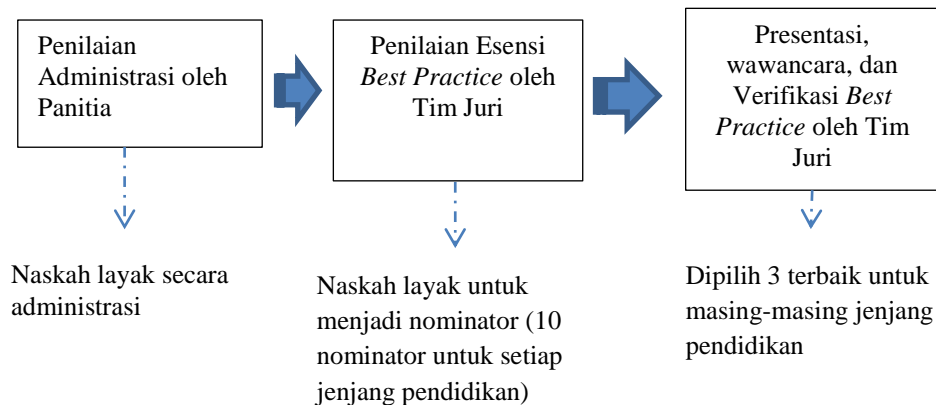 Penilaian
Administrasi oleh
Panitia
Penilaian Esensi
Best Practice oleh
Tim Juri
Presentasi,
wawancara, dan
Verifikasi Best
Practice oleh Tim
Juri
Naskah layak secara
administrasi
Naskah layak untuk
menjadi nominator (10
nominator untuk setiap
jenjang pendidikan)
Dipilih 3 terbaik untuk
masing-masing jenjang
pendidikan